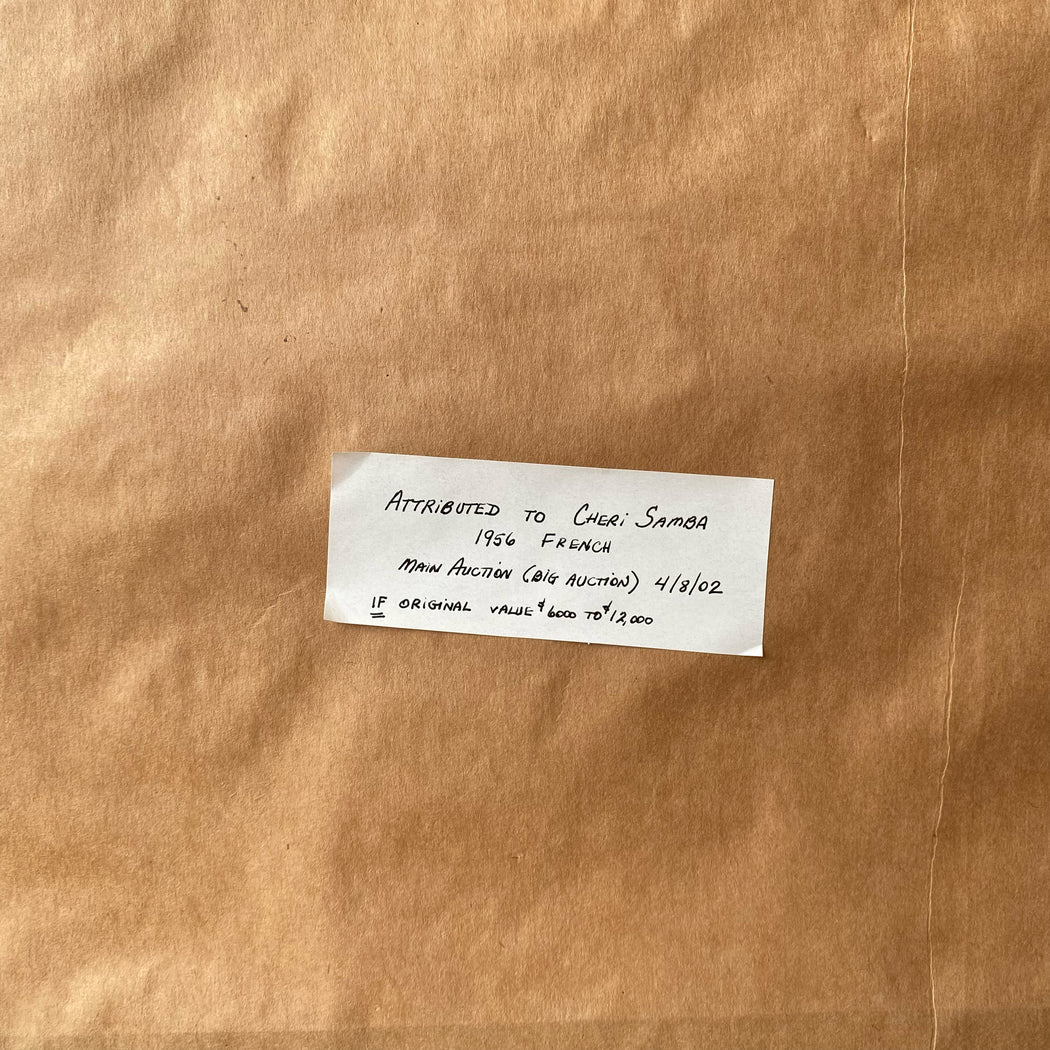 ATTRIBUTED TO CHERI SAMBA
1956 FRENCH
MAIN AUCTION (BIG AUCTION) 4/8/02
IF ORIGINAL VALUE $6000 TO $12,000